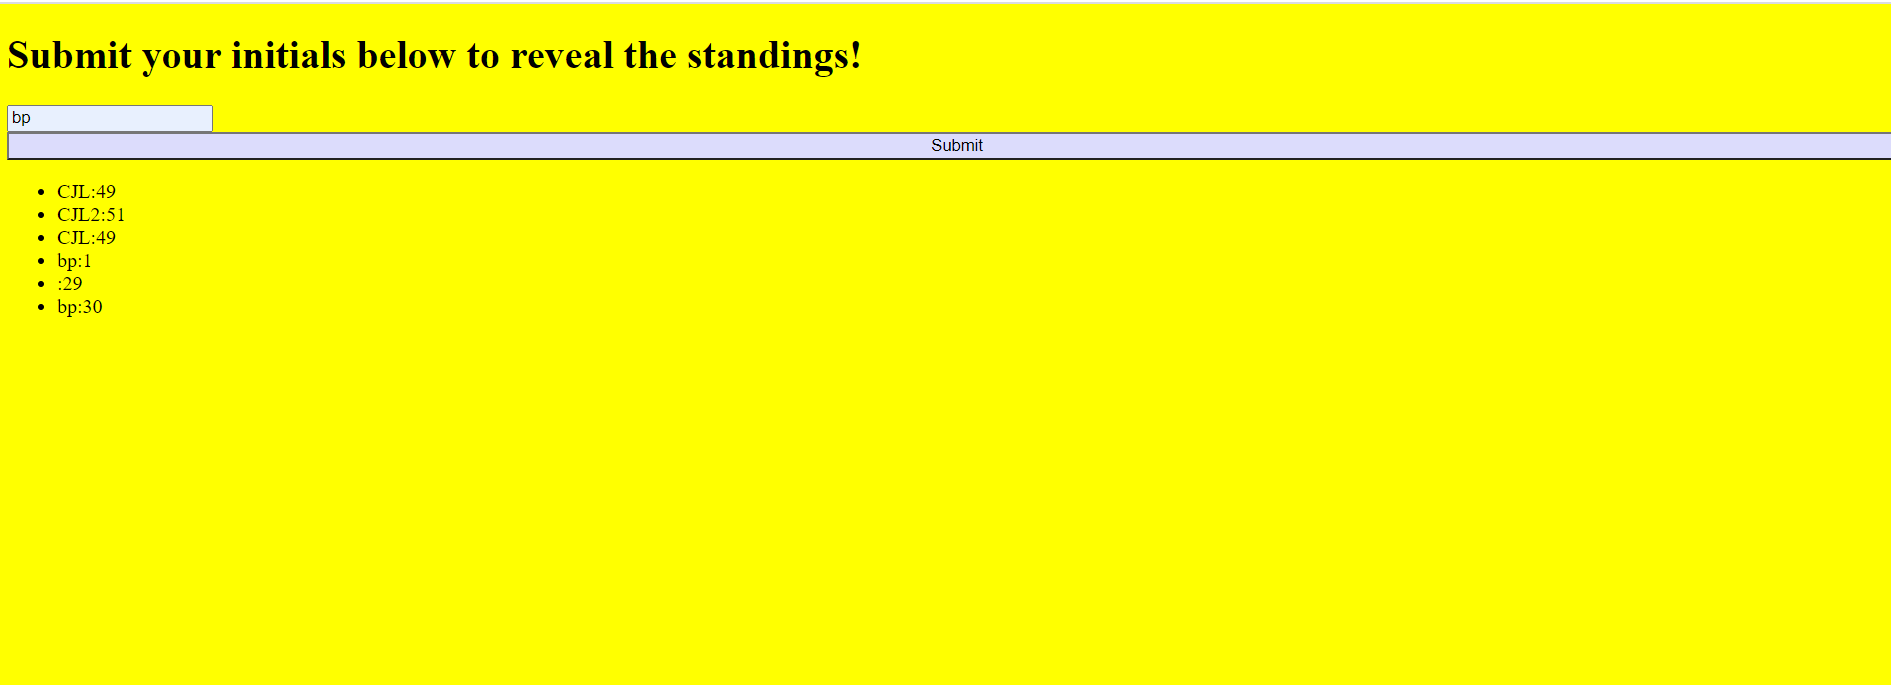 Submit your initials below to reveal the standings!
bp
Submit
CJL:49
CJL2:51
CJL:49
bp:1
:29
bp:30